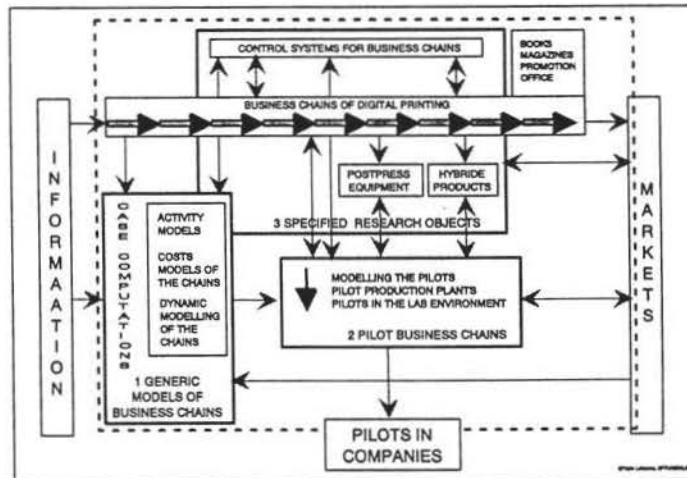 CONTROL SYSTEMS FOR BUSINESS CHAINS
BOOKS
MAGAZINES
PROMOTION
OFFICE
BUSINESS CHAINS OF DIGITAL PRINTING
INFORMAATION
MARKETS
POSTPRESS
EQUIPMENT
HYBRIDE
PRODUCTS
3 SPECIFIED RESEARCH OBJECTS
CASE COMPUTATIONS
ACTIVITY
MODELS
COSTS
MODELS OF
THE CHAINS
DYNAMIC
MODELLING
OF THE
CHAINS
1 GENERIC
MODELS OF
BUSINESS CHAINS
MODELLING THE PILOTS
PILOT PRODUCTION PLANTS
PILOTS IN THE LAB ENVIRONMENT
2 PILOT BUSINESS CHAINS
PILOTS IN
COMPANIES